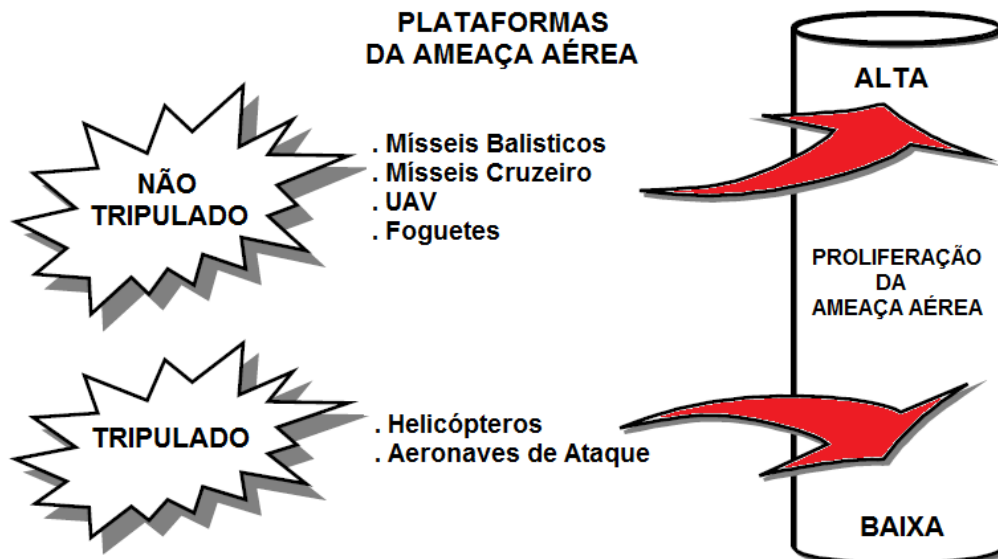 PLATAFORMAS
DA AMEAÇA AÉREA
NÃO
TRIPULADO
. Mísseis Balisticos
. Mísseis Cruzeiro
. UAV
. Foguetes
TRIPULADO
. Helicópteros
. Aeronaves de Ataque
ALTA
PROLIFERAÇÃO
DA
AMEAÇA AÉREA
BAIXA